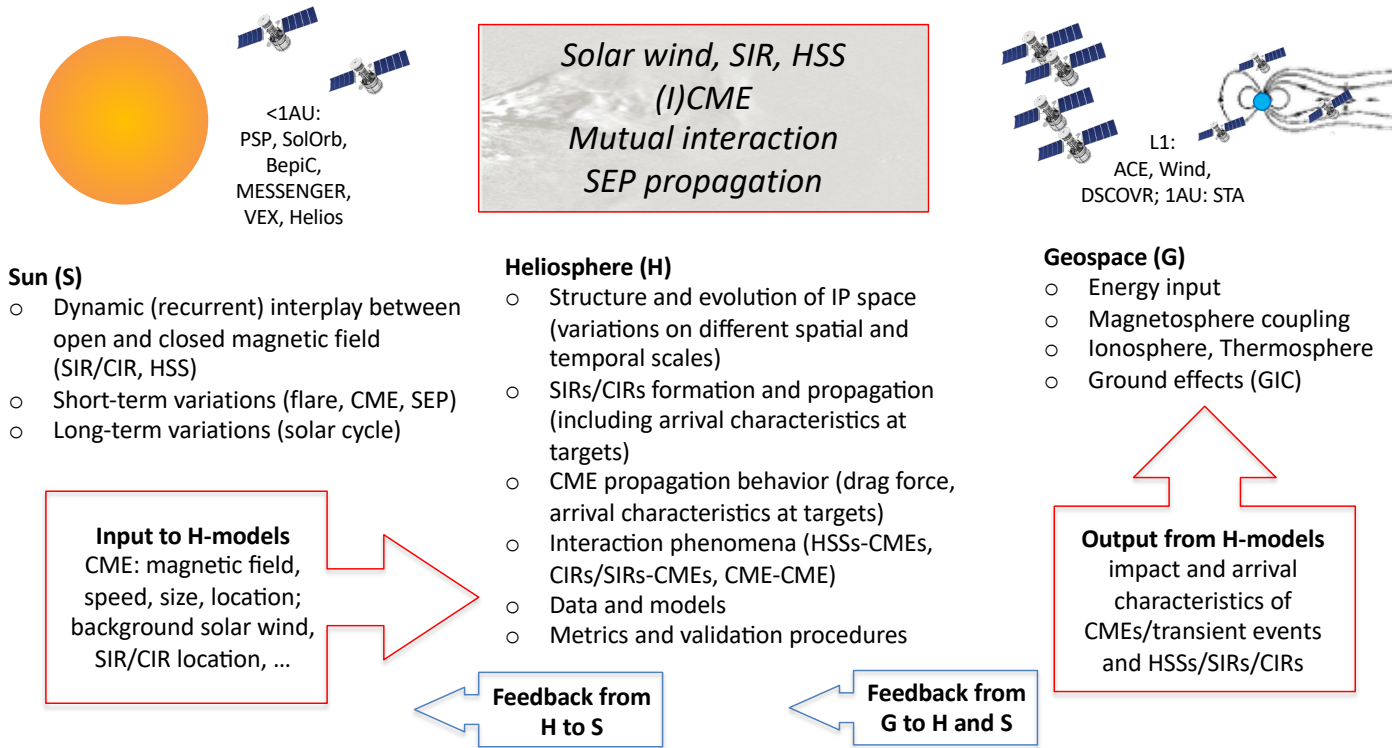 <1AU:
PSP, SolOrb,
BepiC,
MESSENGER,
VEX, Helios
Solar wind, SIR, HSS
(I)CME
Mutual interaction
SEP propagation
L1:
ACE, Wind,
DSCOVR; 1AU: STA
Sun (S)
o Dynamic (recurrent) interplay between
open and closed magnetic field
(SIR/CIR, HSS)
o Short-term variations (flare, CME, SEP)
o Long-term variations (solar cycle)
Heliosphere (H)
o Structure and evolution of IP space
(variations on different spatial and
temporal scales)
o SIRs/CIRs formation and propagation
(including arrival characteristics at
targets)
o CME propagation behavior (drag force,
arrival characteristics at targets)
o Interaction phenomena (HSSs-CMEs,
CIRs/SIRs-CMEs, CME-CME)
o Data and models
o Metrics and validation procedures
Geospace (G)
o Energy input
o Magnetosphere coupling
o Ionosphere, Thermosphere
o Ground effects (GIC)
Input to H-models
CME: magnetic field,
speed, size, location;
background solar wind,
SIR/CIR location, ...
Output from H-models
impact and arrival
characteristics of
CMEs/transient events
and HSSs/SIRs/CIRs
Feedback from
H to S
Feedback from
G to H and S